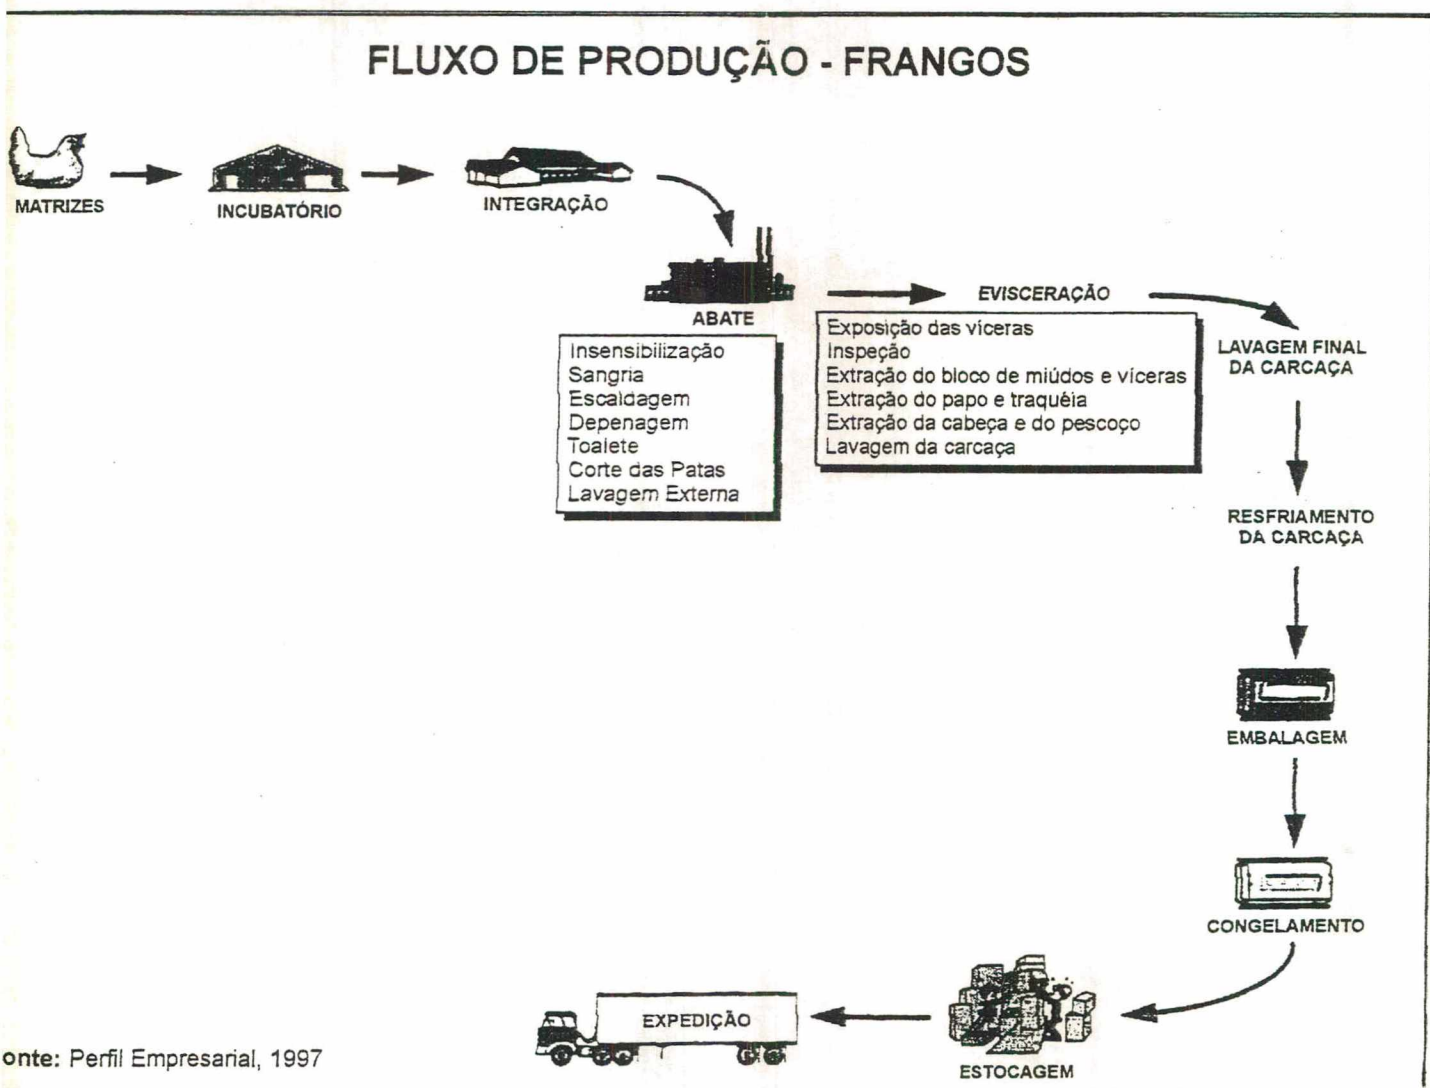 FLUXO DE PRODUÇÃO - FRANGOS
MATRIZES
INCUBATÓRIO
INTEGRAÇÃO
ABATE
Insensibilização
Sangria
Escaldagem
Depenagem
Toalete
Corte das Patas
Lavagem Externa
EVISCERAÇÃO
Exposição das víceras
Inspeção
Extração do bloco de miúdos e víceras
Extração do papo e traquéia
Extração da cabeça e do pescoço
Lavagem da carcaça
LAVAGEM FINAL
DA CARCAÇA
RESFRIAMENTO
DA CARCAÇA
EMBALAGEM
CONGELAMENTO
ESTOCAGEM
EXPEDIÇÃO
onte: Perfil Empresarial, 1997